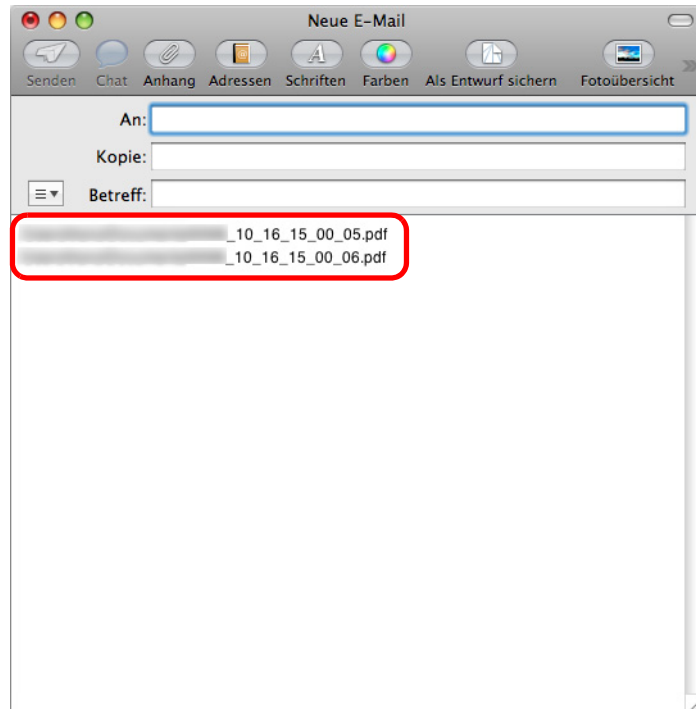 Neue E-Mail
Senden Chat Anhang Adressen Schriften Farben Als Entwurf sichern Fotoübersicht
An:
Kopie:
Betreff:
_10_16_15_00_05.pdf
_10_16_15_00_06.pdf